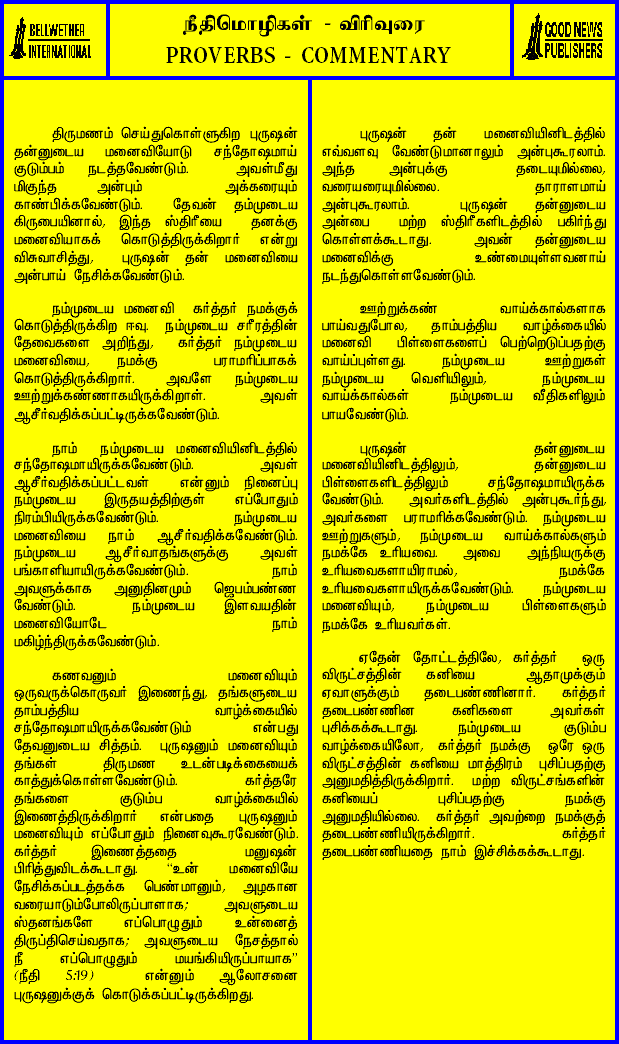 BELLWETHER
INTERNATIONAL
நீதிமொழிகள் - விரிவுரை
PROVERBS - COMMENTARY
GOOD NEWS
PUBLISHERS
திருமணம் செய்துகொள்ளுகிற புருஷன்
தன்னுடைய மனைவியோடு சந்தோஷமாய்
குடும்பம் நடத்தவேண்டும். அவள்மீது
மிகுந்த அன்பும் அக்கரையும்
காண்பிக்கவேண்டும். தேவன் தம்முடைய
கிருபையினால், இந்த ஸ்திரீயை தனக்கு
மனைவியாகக் கொடுத்திருக்கிறார் என்று
விசுவாசித்து, புருஷன் தன் மனைவியை
அன்பாய் நேசிக்கவேண்டும்.
நம்முடைய மனைவி கர்த்தர் நமக்குக்
கொடுத்திருக்கிற ஈவு. நம்முடைய சரீரத்தின்
தேவைகளை அறிந்து, கர்த்தர் நம்முடைய
மனைவியை, நமக்கு பராமரிப்பாகக்
கொடுத்திருக்கிறார். அவளே நம்முடைய
ஊற்றுக்கண்ணாகயிருக்கிறாள். அவள்
ஆசீர்வதிக்கப்பட்டிருக்கவேண்டும்.
நாம் நம்முடைய மனைவியினிடத்தில்
சந்தோஷமாயிருக்கவேண்டும். அவள்
ஆசீர்வதிக்கப்பட்டவள் என்னும் நினைப்பு
நம்முடைய இருதயத்திற்குள் எப்போதும்
நிரம்பியிருக்கவேண்டும். நம்முடைய
மனைவியை நாம் ஆசீர்வதிக்கவேண்டும்.
நம்முடைய ஆசீர்வாதங்களுக்கு அவள்
பங்காளியாயிருக்கவேண்டும். நாம்
அவளுக்காக அனுதினமும் ஜெபம்பண்ண
வேண்டும். நம்முடைய இளவயதின்
மனைவியோடே நாம்
மகிழ்ந்திருக்கவேண்டும்.
கணவனும் மனைவியும்
ஒருவருக்கொருவர் இணைந்து, தங்களுடைய
தாம்பத்திய வாழ்க்கையில்
சந்தோஷமாயிருக்கவேண்டும் என்பது
தேவனுடைய சித்தம். புருஷனும் மனைவியும்
தங்கள் திருமண உடன்படிக்கையைக்
காத்துக்கொள்ளவேண்டும். கர்த்தரே
தங்களை குடும்ப வாழ்க்கையில்
இணைத்திருக்கிறார் என்பதை புருஷனும்
மனைவியும் எப்போதும் நினைவுகூரவேண்டும்.
கர்த்தர் இணைத்ததை மனுஷன்
பிரித்துவிடக்கூடாது. "உன் மனைவியே
நேசிக்கப்படத்தக்க பெண்மானும், அழகான
வரையாடும்போலிருப்பாளாக; அவளுடைய
ஸ்தனங்களே எப்பொழுதும் உன்னைத்
திருப்திசெய்வதாக; அவளுடைய நேசத்தால்
நீ எப்பொழுதும் மயங்கியிருப்பாயாக"
(நீதி 5:19) என்னும் ஆலோசனை
புருஷனுக்குக் கொடுக்கப்பட்டிருக்கிறது.
புருஷன் தன் மனைவியினிடத்தில்
எவ்வளவு வேண்டுமானாலும் அன்புகூரலாம்.
அந்த அன்புக்கு தடையுமில்லை,
வரையரையுமில்லை. தாராளமாய்
அன்புகூரலாம். புருஷன் தன்னுடைய
அன்பை மற்ற ஸ்திரீகளிடத்தில் பகிர்ந்து
கொள்ளக்கூடாது. அவன் தன்னுடைய
மனைவிக்கு உண்மையுள்ளவனாய்
நடந்துகொள்ளவேண்டும்.
ஊற்றுக்கண் வாய்க்கால்களாக
பாய்வதுபோல, தாம்பத்திய வாழ்க்கையில்
மனைவி பிள்ளைகளைப் பெற்றெடுப்பதற்கு
வாய்ப்புள்ளது. நம்முடைய ஊற்றுகள்
நம்முடைய வெளியிலும், நம்முடைய
வாய்க்கால்கள் நம்முடைய வீதிகளிலும்
பாயவேண்டும்.
புருஷன் தன்னுடைய
மனைவியினிடத்திலும், தன்னுடைய
பிள்ளைகளிடத்திலும் சந்தோஷமாயிருக்க
வேண்டும். அவர்களிடத்தில் அன்புகூர்ந்து,
அவர்களை பராமரிக்கவேண்டும். நம்முடைய
ஊற்றுகளும், நம்முடைய வாய்க்கால்களும்
நமக்கே உரியவை. அவை அந்நியருக்கு
உரியவைகளாயிராமல், நமக்கே
உரியவைகளாயிருக்கவேண்டும். நம்முடைய
மனைவியும், நம்முடைய பிள்ளைகளும்
நமக்கே உரியவர்கள்.
ஏதேன் தோட்டத்திலே, கர்த்தர் ஒரு
விருட்சத்தின் கனியை ஆதாமுக்கும்
ஏவாளுக்கும் தடைபண்ணினார். கர்த்தர்
தடைபண்ணின கனிகளை அவர்கள்
புசிக்கக்கூடாது. நம்முடைய குடும்ப
வாழ்க்கையிலோ, கர்த்தர் நமக்கு ஒரே ஒரு
விருட்சத்தின் கனியை மாத்திரம் புசிப்பதற்கு
அனுமதித்திருக்கிறார். மற்ற விருட்சங்களின்
கனியைப் புசிப்பதற்கு நமக்கு
அனுமதியில்லை. கர்த்தர் அவற்றை நமக்குத்
தடைபண்ணியிருக்கிறார். கர்த்தர்
தடைபண்ணியதை நாம் இச்சிக்கக்கூடாது.